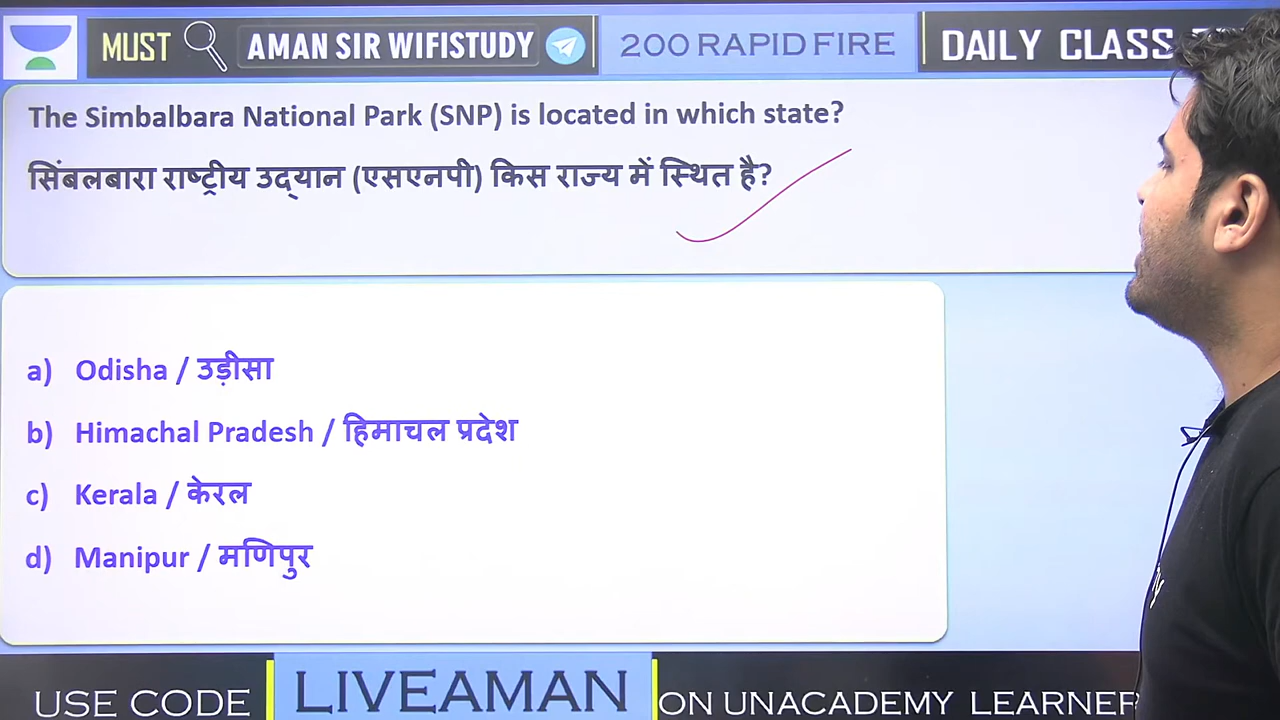 MUST AMAN SIR WIFISTUDY 200 RAPID FIRE DAILY CLASS
The Simbalbara National Park (SNP) is located in which state?
सिंबलबारा राष्ट्रीय उद्यान (एसएनपी) किस राज्य में स्थित है?
a) Odisha / उड़ीसा
b) Himachal Pradesh / हिमाचल प्रदेश
c) Kerala / केरल
d) Manipur / मणिपुर
USE CODE LIVEAMAN ON UNACADEMY LEARNER